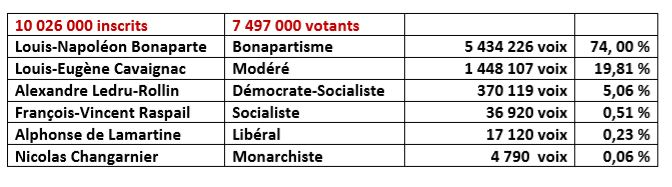 10 026 000 inscrits 7 497 000 votants
Louis-Napoléon Bonaparte Bonapartisme 5 434 226 voix 74, 00 %
Louis-Eugène Cavaignac Modéré 1 448 107 voix 19,81 %
Alexandre Ledru-Rollin Démocrate-Socialiste 370 119 voix 5,06 %
François-Vincent Raspail Socialiste 36 920 voix 0,51 %
Alphonse de Lamartine Libéral 17 120 voix 0,23 %
Nicolas Changarnier Monarchiste 4 790 voix 0,06 %